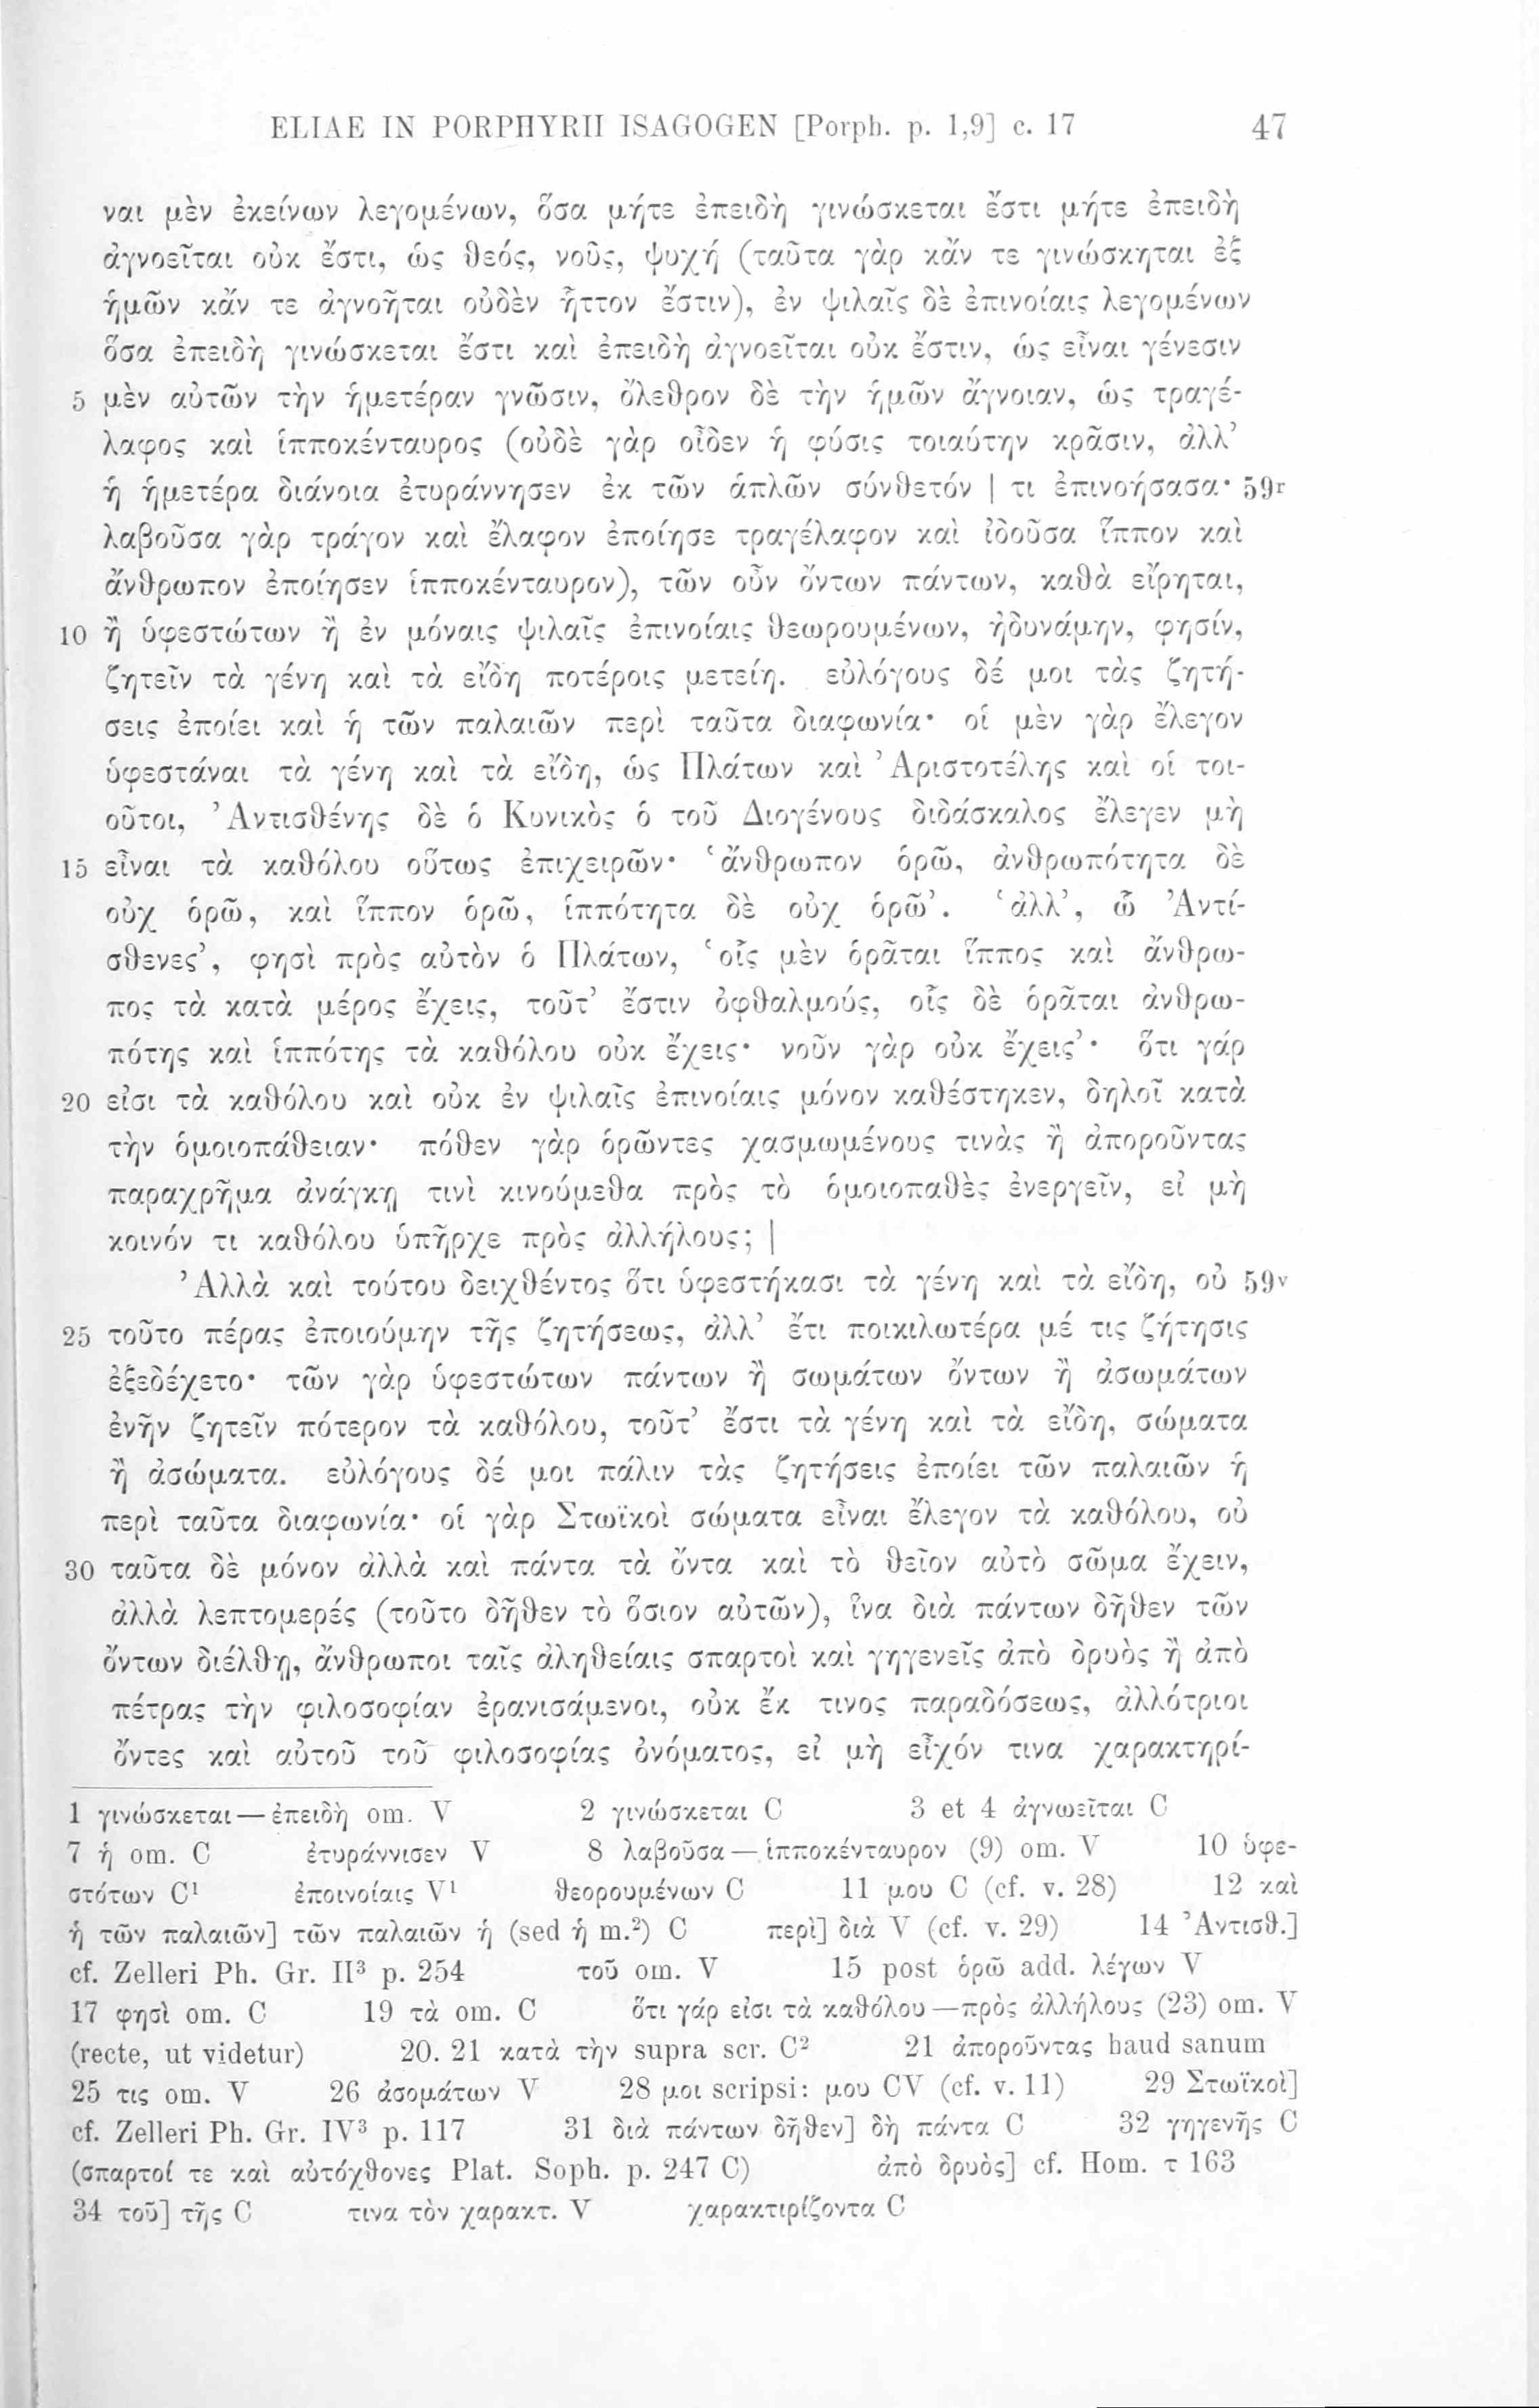 ELIAE IN PORPHYRII ISAGOGEN [Porph. p. 1,9] c. 17 47
ναι μὲν ἐκείνων λεγομένων, ὅσα μήτε ἐπειδὴ γινώσκεται ἔστι μήτε ἐπειδὴ
ἀγνοεῖται οὐκ ἔστι, ὡς θεός, νοῦς, ψυχή (ταῦτα γὰρ κἄν τε γινώσκηται ἐξ
ἡμῶν κἄν τε ἀγνοῆται οὐδὲν ἧττον ἔστιν), ἐν ψιλαῖς δὲ ἐπινοίαις λεγομένων
ὅσα ἐπειδὴ γινώσκεται ἔστι καὶ ἐπειδὴ ἀγνοεῖται οὐκ ἔστιν, ὡς εἶναι γένεσιν
5 μὲν αὐτῶν τὴν ἡμετέραν γνῶσιν, ὄλεθρον δὲ τὴν ἡμῶν ἄγνοιαν, ὡς τραγέ-
λαφος καὶ ἱπποκένταυρος (οὐδὲ γὰρ οἶδεν ἡ φύσις τοιαύτην κρᾶσιν, ἀλλ’
ἡ ἡμετέρα διάνοια ἐτυράννησεν ἐκ τῶν ἁπλῶν σύνθετόν | τι ἐπινοήσασα· 59r
λαβοῦσα γὰρ τράγον καὶ ἔλαφον ἐποίησε τραγέλαφον καὶ ἰδοῦσα ἵππον καὶ
ἄνθρωπον ἐποίησεν ἱπποκένταυρον), τῶν οὖν ὄντων πάντων, καθὰ εἴρηται,
10 ἢ ὑφεστώτων ἢ ἐν μόναις ψιλαῖς ἐπινοίαις θεωρουμένων, ἠδυνάμην, φησίν,
ζητεῖν τὰ γένη καὶ τὰ εἴδη ποτέροις μετείη. εὐλόγους δέ μοι τὰς ζητή-
σεις ἐποίει καὶ ἡ τῶν παλαιῶν περὶ ταῦτα διαφωνία· οἱ μὲν γὰρ ἔλεγον
ὑφεστάναι τὰ γένη καὶ τὰ εἴδη, ὡς Πλάτων καὶ Ἀριστοτέλης καὶ οἱ τοι-
οῦτοι, Ἀντισθένης δὲ ὁ Κυνικὸς ὁ τοῦ Διογένους διδάσκαλος ἔλεγεν μὴ
15 εἶναι τὰ καθόλου οὕτως ἐπιχειρῶν· ‘ἄνθρωπον ὁρῶ, ἀνθρωπότητα δὲ
οὐχ ὁρῶ, καὶ ἵππον ὁρῶ, ἱππότητα δὲ οὐχ ὁρῶ’. ‘ἀλλ’, ὦ Ἀντί-
σθενες’, φησὶ πρὸς αὐτὸν ὁ Πλάτων, ‘οἷς μὲν ὁρᾶται ἵππος καὶ ἄνθρω-
πος τὰ κατὰ μέρος ἔχεις, τοῦτ’ ἔστιν ὀφθαλμούς, οἷς δὲ ὁρᾶται ἀνθρω-
πότης καὶ ἱππότης τὰ καθόλου οὐκ ἔχεις· νοῦν γὰρ οὐκ ἔχεις’· ὅτι γάρ
20 εἰσι τὰ καθόλου καὶ οὐκ ἐν ψιλαῖς ἐπινοίαις μόνον καθέστηκεν, δηλοῖ κατὰ
τὴν ὁμοιοπάθειαν· πόθεν γὰρ ὁρῶντες χασμωμένους τινὰς ἢ ἀποροῦντας
παραχρῆμα ἀνάγκῃ τινὶ κινούμεθα πρὸς τὸ ὁμοιοπαθὲς ἐνεργεῖν, εἰ μὴ
κοινόν τι καθόλου ὑπῆρχε πρὸς ἀλλήλους; |
Ἀλλὰ καὶ τούτου δειχθέντος ὅτι ὑφεστήκασι τὰ γένη καὶ τὰ εἴδη, οὐ 59v
25 τοῦτο πέρας ἐποιούμην τῆς ζητήσεως, ἀλλ’ ἔτι ποικιλωτέρα μέ τις ζήτησις
ἐξεδέχετο· τῶν γὰρ ὑφεστώτων πάντων ἢ σωμάτων ὄντων ἢ ἀσωμάτων
ἐνῆν ζητεῖν πότερον τὰ καθόλου, τοῦτ’ ἔστι τὰ γένη καὶ τὰ εἴδη, σώματα
ἢ ἀσώματα. εὐλόγους δέ μοι πάλιν τὰς ζητήσεις ἐποίει τῶν παλαιῶν ἡ
περὶ ταῦτα διαφωνία· οἱ γὰρ Στωϊκοὶ σώματα εἶναι ἔλεγον τὰ καθόλου, οὐ
30 ταῦτα δὲ μόνον ἀλλὰ καὶ πάντα τὰ ὄντα καὶ τὸ θεῖον αὐτὸ σῶμα ἔχειν,
ἀλλὰ λεπτομερές (τοῦτο δῆθεν τὸ ὅσιον αὐτῶν), ἵνα διὰ πάντων δῆθεν τῶν
ὄντων διέλθῃ, ἄνθρωποι ταῖς ἀληθείαις σπαρτοὶ καὶ γηγενεῖς ἀπὸ δρυὸς ἢ ἀπὸ
πέτρας τὴν φιλοσοφίαν ἐρανισάμενοι, οὐκ ἔκ τινος παραδόσεως, ἀλλότριοι
ὄντες καὶ αὐτοῦ τοῦ φιλοσοφίας ὀνόματος, εἰ μὴ εἶχόν τινα χαρακτηρί-
1 γινώσκεται — ἐπειδὴ om. V 2 γινώσκεται C 3 et 4 ἀγνωεῖται C
7 ἡ om. C ἐτυράννισεν V 8 λαβοῦσα — ἱπποκένταυρον (9) om. V 10 ὑφε-
στότων C¹ ἐποινοίαις V¹ θεορουμένων C 11 μου C (cf. v. 28) 12 καὶ
ἡ τῶν παλαιῶν] τῶν παλαιῶν ἡ (sed ἡ m.²) C περὶ] διὰ V (cf. v. 29) 14 Ἀντισθ.]
cf. Zelleri Ph. Gr. II³ p. 254 τοῦ om. V 15 post ὁρῶ add. λέγων V
17 φησὶ om. C 19 τὰ om. C ὅτι γάρ εἰσι τὰ καθόλου — πρὸς ἀλλήλους (23) om. V
(recte, ut videtur) 20. 21 κατὰ τὴν supra scr. C² 21 ἀποροῦντας haud sanum
25 τις om. V 26 ἀσομάτων V 28 μοι scripsi: μου CV (cf. v. 11) 29 Στωϊκοὶ]
cf. Zelleri Ph. Gr. IV³ p. 117 31 διὰ πάντων δῆθεν] δὴ πάντα C 32 γηγενῆς C
(σπαρτοί τε καὶ αὐτόχθονες Plat. Soph. p. 247 C) ἀπὸ δρυὸς] cf. Hom. τ 163
34 τοῦ] τῆς C τινα τὸν χαρακτ. V χαρακτιρίζοντα C